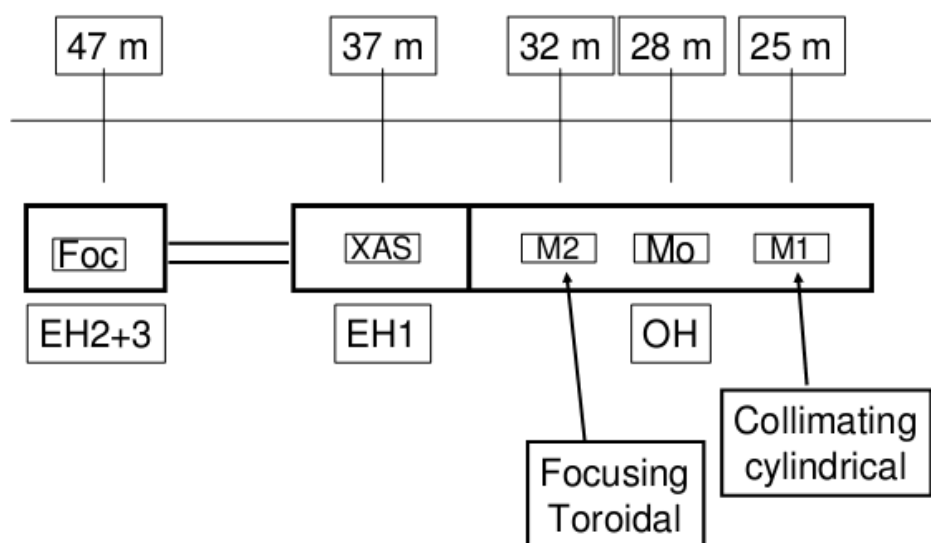 47 m
37 m
32 m
28 m
25 m
Foc
XAS
M2
Mo
M1
EH2+3
EH1
OH
Collimating
cylindrical
Focusing
Toroidal